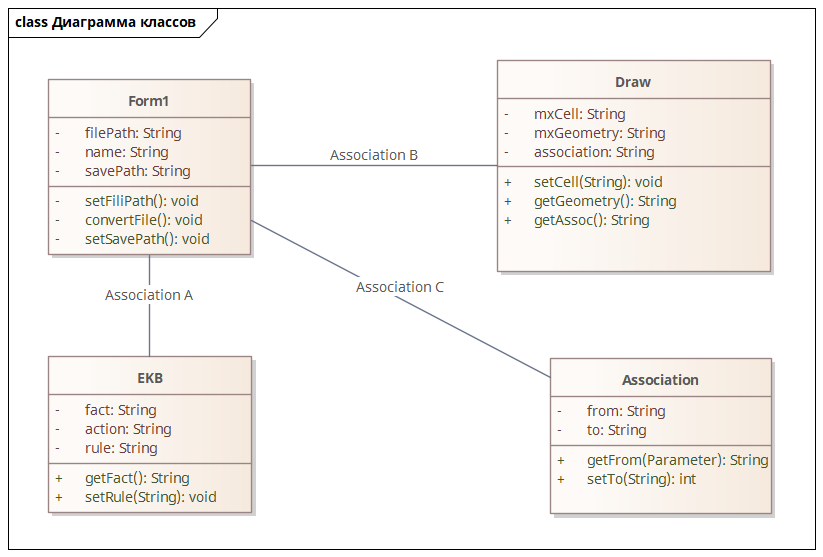 class Диаграмма классов
Form1
- filePath: String
- name: String
- savePath: String
- setFiliPath(): void
- convertFile(): void
- setSavePath(): void
Association B
Draw
- mxCell: String
- mxGeometry: String
- association: String
+ setCell(String): void
+ getGeometry(): String
+ getAssoc(): String
Association A
Association C
EKB
- fact: String
- action: String
- rule: String
+ getFact(): String
+ setRule(String): void
Association
- from: String
- to: String
+ getFrom(Parameter): String
+ setTo(String): int